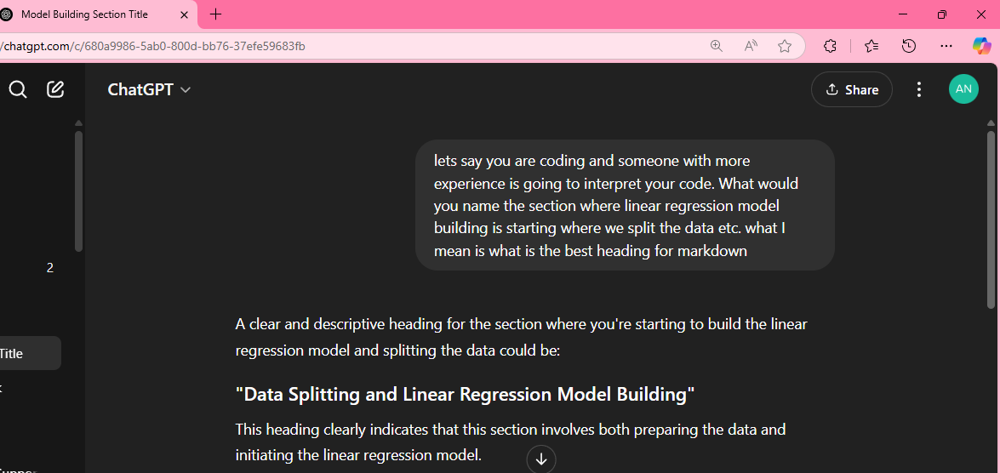 Model Building Section Title
/chatgpt.com/c/680a9986-5ab0-800d-bb76-37efe59683fb
ChatGPT
Share
AN
lets say you are coding and someone with more
experience is going to interpret your code. What would
you name the section where linear regression model
building is starting where we split the data etc. what I
mean is what is the best heading for markdown
2
A clear and descriptive heading for the section where you're starting to build the linear
regression model and splitting the data could be:
Title
"Data Splitting and Linear Regression Model Building"
This heading clearly indicates that this section involves both preparing the data and
initiating the linear regression model.